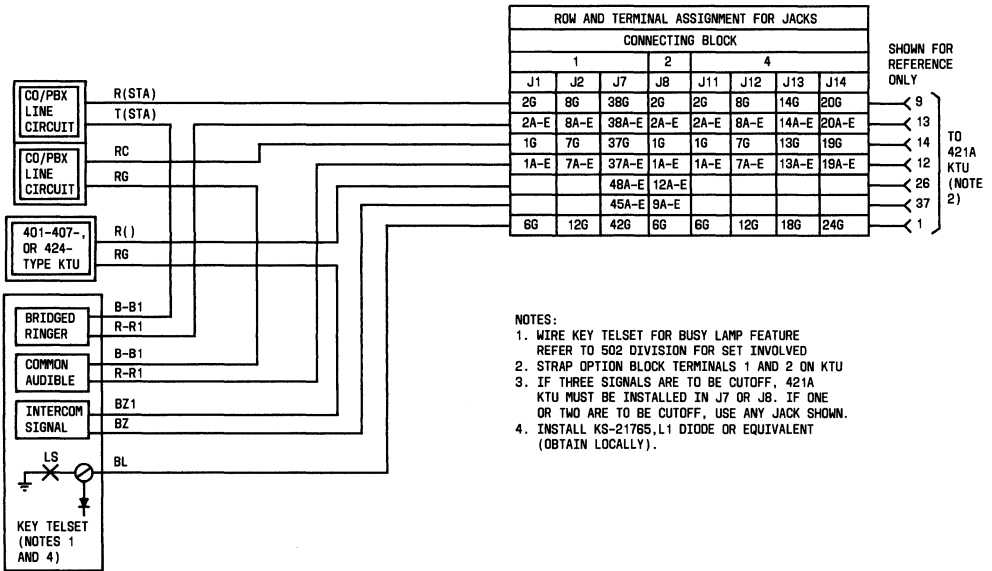 ROW AND TERMINAL ASSIGNMENT FOR JACKS
CONNECTING BLOCK
1 2 4
J1 J2 J7 J8 J11 J12 J13 J14
2G 8G 38G 2G 2G 8G 14G 20G
2A-E 8A-E 38A-E 2A-E 2A-E 8A-E 14A-E 20A-E
1G 7G 37G 1G 1G 7G 13G 19G
1A-E 7A-E 37A-E 1A-E 1A-E 7A-E 13A-E 19A-E
48A-E 12A-E
45A-E 9A-E
6G 12G 42G 6G 6G 12G 18G 24G
SHOWN FOR
REFERENCE
ONLY
9
13
14
12
26
37
1
TO
421A
KTU
(NOTE
2)
CO/PBX
LINE
CIRCUIT
R(STA)
T(STA)
CO/PBX
LINE
CIRCUIT
RC
RG
401-407-,
OR 424-
TYPE KTU
R()
RG
BRIDGED
RINGER
B-B1
R-R1
COMMON
AUDIBLE
B-B1
R-R1
INTERCOM
SIGNAL
BZ1
BZ
LS
BL
KEY TELSET
(NOTES 1
AND 4)
NOTES:
1. WIRE KEY TELSET FOR BUSY LAMP FEATURE
REFER TO 502 DIVISION FOR SET INVOLVED
2. STRAP OPTION BLOCK TERMINALS 1 AND 2 ON KTU
3. IF THREE SIGNALS ARE TO BE CUTOFF, 421A
KTU MUST BE INSTALLED IN J7 OR J8. IF ONE
OR TWO ARE TO BE CUTOFF, USE ANY JACK SHOWN.
4. INSTALL KS-21765,L1 DIODE OR EQUIVALENT
(OBTAIN LOCALLY).